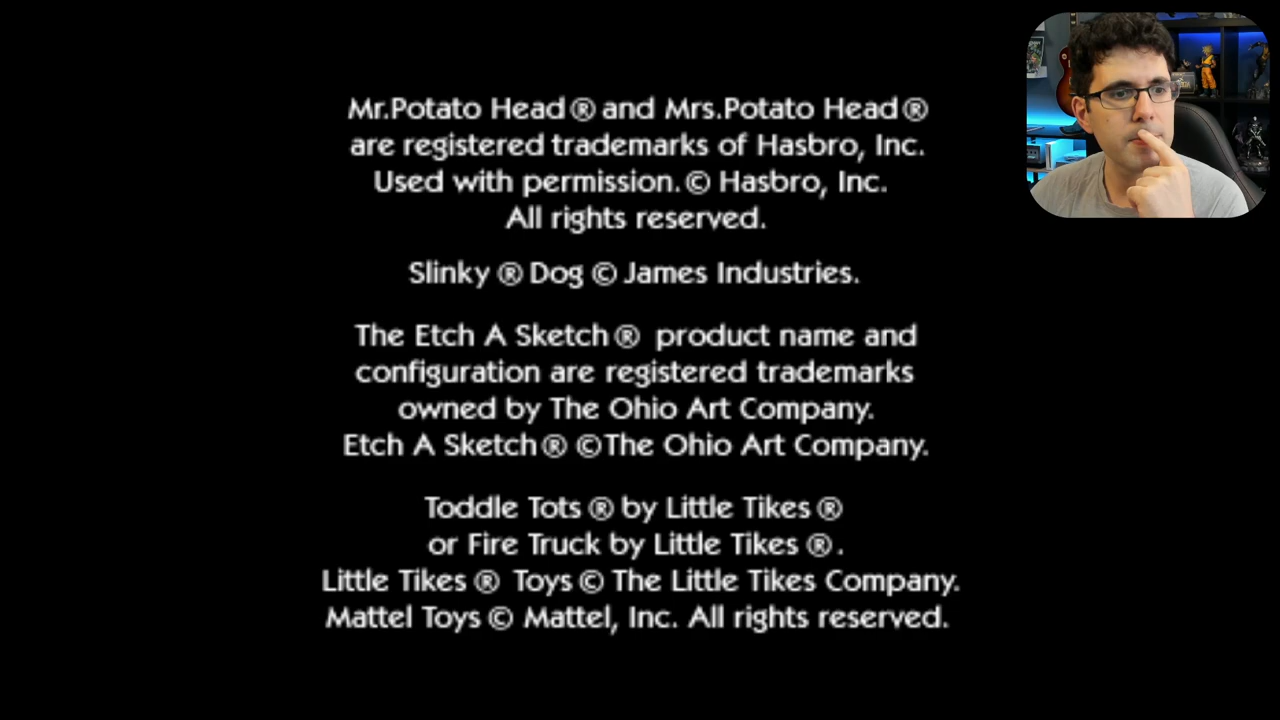 Mr.Potato Head® and Mrs.Potato Head®
are registered trademarks of Hasbro, Inc.
Used with permission.© Hasbro, Inc.
All rights reserved.
Slinky ® Dog © James Industries.
The Etch A Sketch® product name and
configuration are registered trademarks
owned by The Ohio Art Company.
Etch A Sketch® ©The Ohio Art Company.
Toddle Tots ® by Little Tikes ®
or Fire Truck by Little Tikes ®.
Little Tikes ® Toys © The Little Tikes Company.
Mattel Toys © Mattel, Inc. All rights reserved.